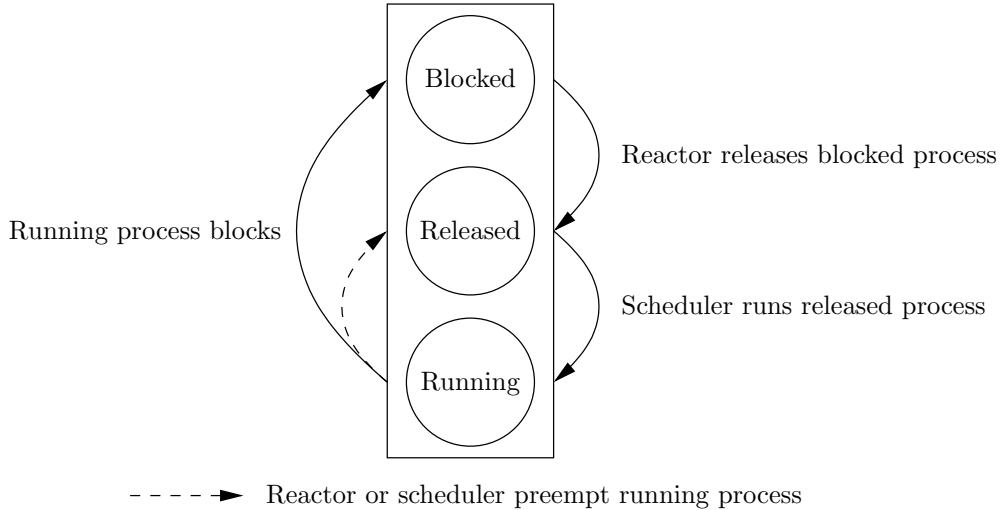 Blocked
Reactor releases blocked process
Running process blocks
Released
Scheduler runs released process
Running
Reactor or scheduler preempt running process